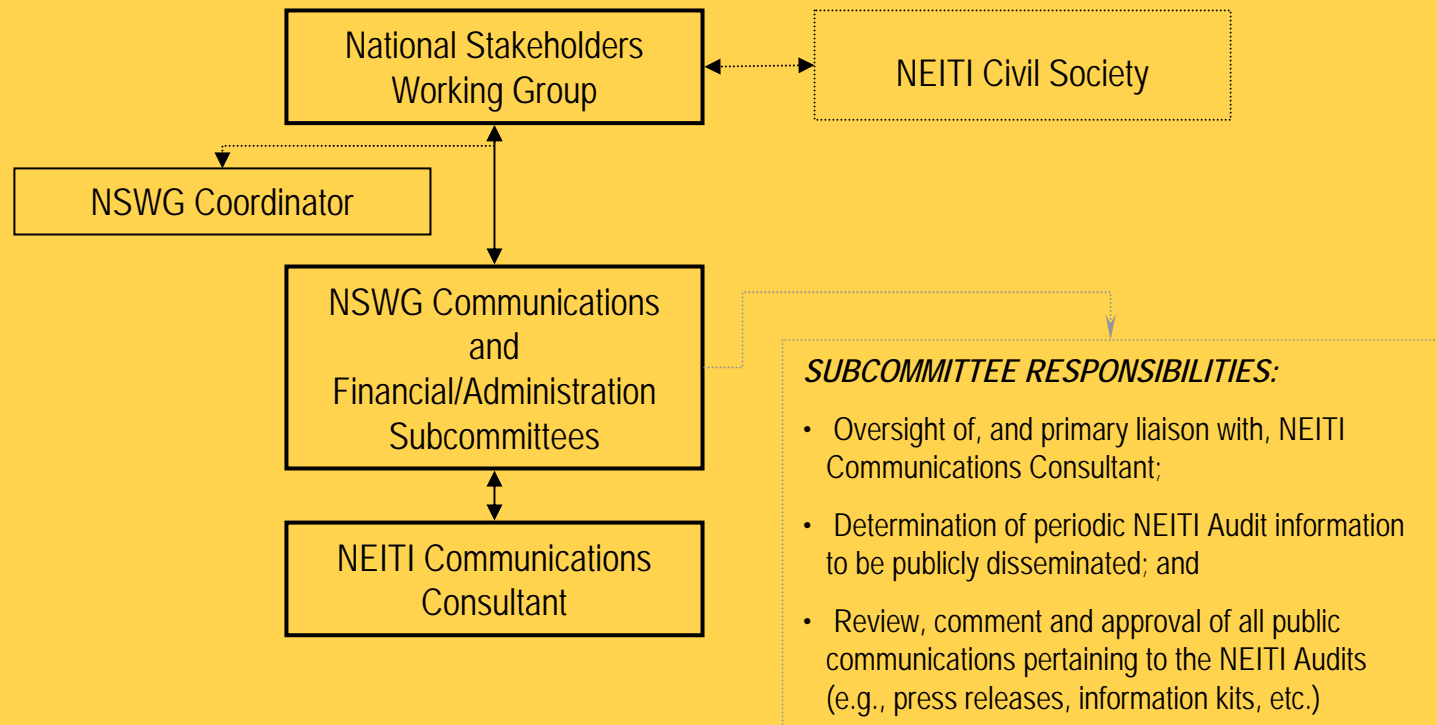 National Stakeholders
Working Group
NEITI Civil Society
NSWG Coordinator
NSWG Communications
and
Financial/Administration
Subcommittees
NEITI Communications
Consultant
SUBCOMMITTEE RESPONSIBILITIES:
• Oversight of, and primary liaison with, NEITI
Communications Consultant;
• Determination of periodic NEITI Audit information
to be publicly disseminated; and
• Review, comment and approval of all public
communications pertaining to the NEITI Audits
(e.g., press releases, information kits, etc.)